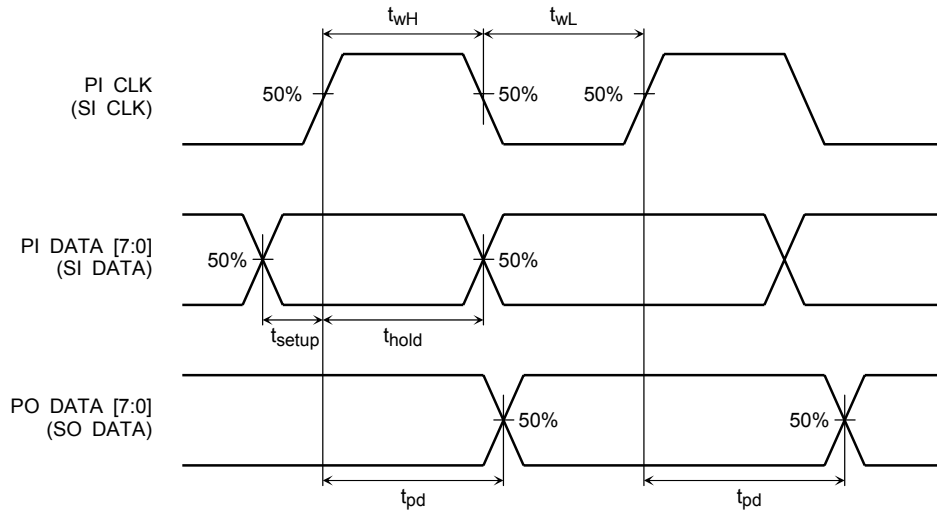 twH twL
PI CLK
(SI CLK)
50% 50% 50%
PI DATA [7:0]
(SI DATA)
50% 50%
tsetup thold
PO DATA [7:0]
(SO DATA)
50% 50%
tpd tpd